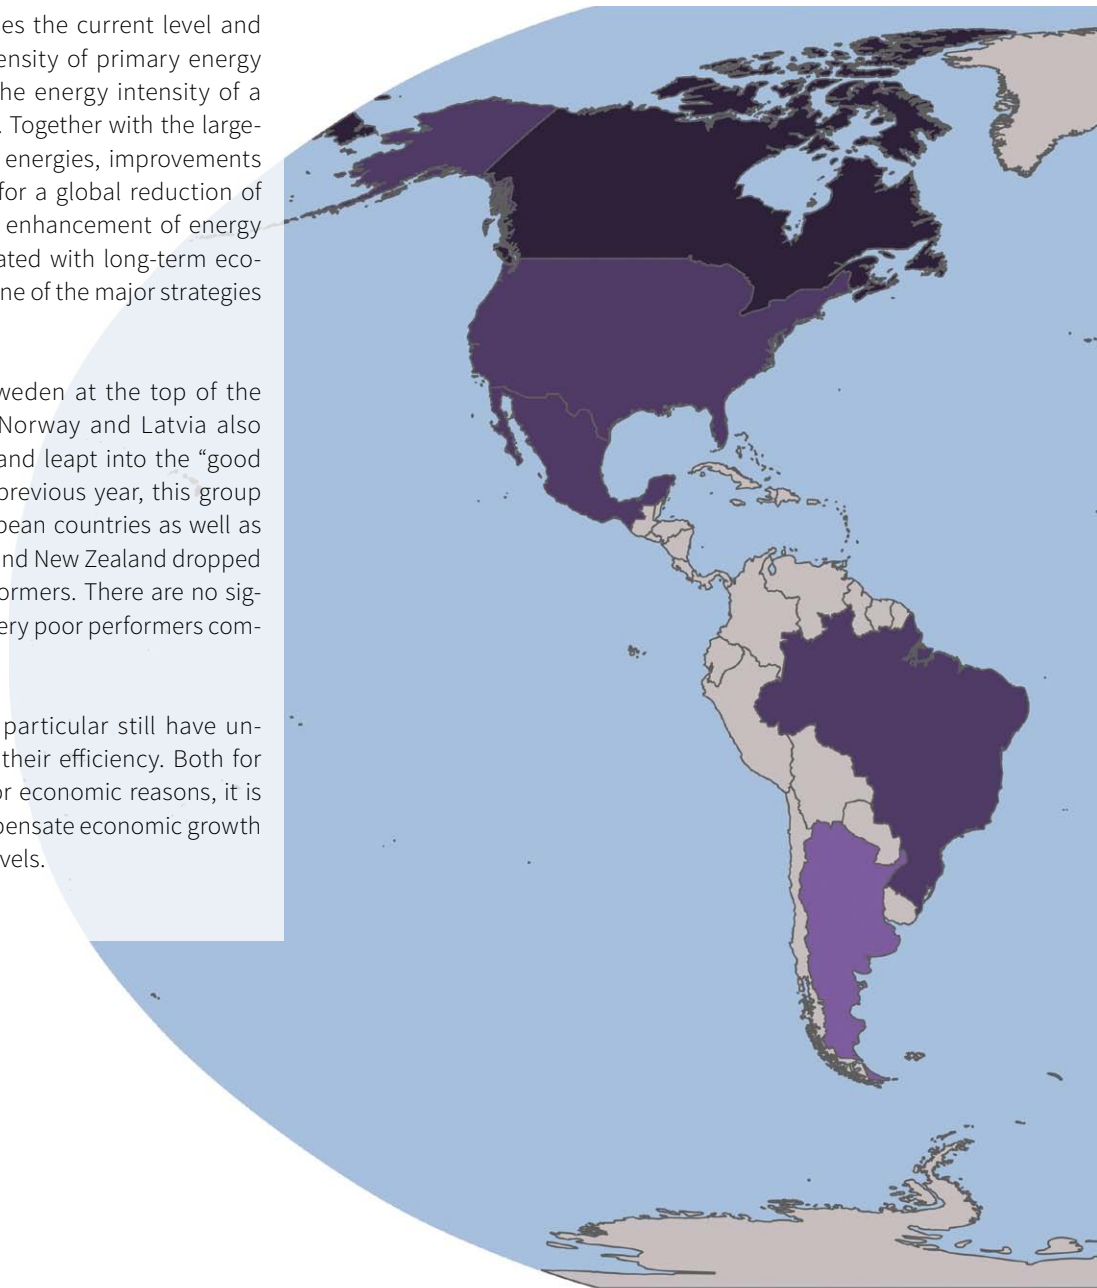 es the current level and
ensity of primary energy
he energy intensity of a
. Together with the large-
energies, improvements
for a global reduction of
enhancement of energy
ated with long-term eco-
ne of the major strategies
weden at the top of the
Norway and Latvia also
and leapt into the “good
previous year, this group
pean countries as well as
nd New Zealand dropped
ormers. There are no sig-
ery poor performers com-
particular still have un-
their efficiency. Both for
or economic reasons, it is
pensate economic growth
vels.